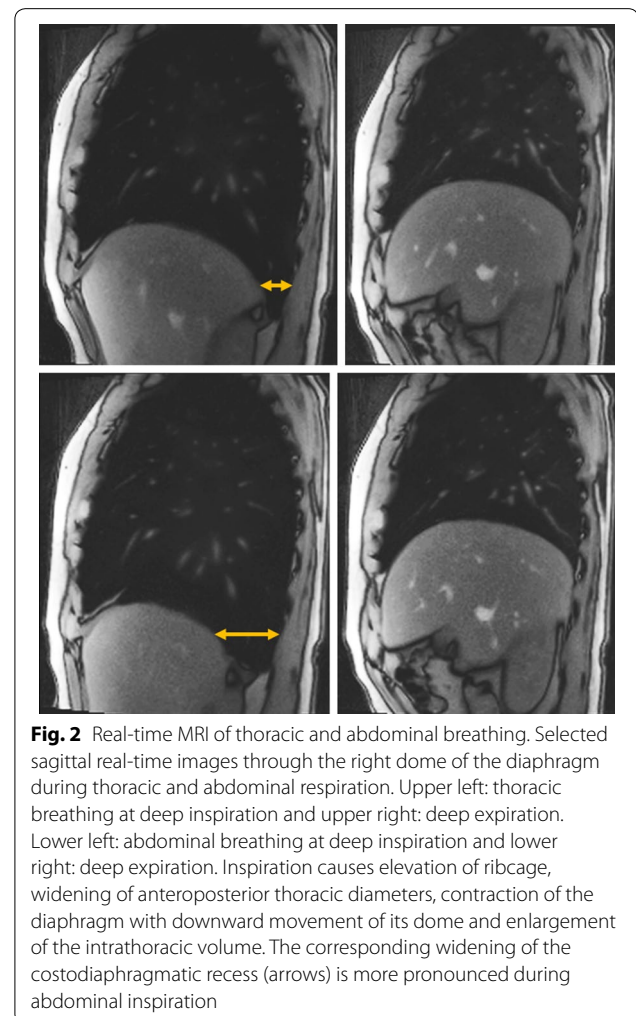 Fig. 2 Real-time MRI of thoracic and abdominal breathing. Selected
sagittal real-time images through the right dome of the diaphragm
during thoracic and abdominal respiration. Upper left: thoracic
breathing at deep inspiration and upper right: deep expiration.
Lower left: abdominal breathing at deep inspiration and lower
right: deep expiration. Inspiration causes elevation of ribcage,
widening of anteroposterior thoracic diameters, contraction of the
diaphragm with downward movement of its dome and enlargement
of the intrathoracic volume. The corresponding widening of the
costodiaphragmatic recess (arrows) is more pronounced during
abdominal inspiration